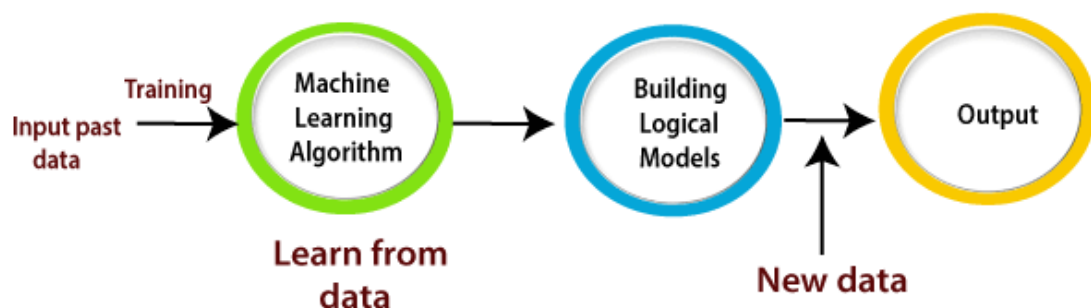 Training
Input past
data
Machine
Learning
Algorithm
Learn from
data
Building
Logical
Models
New data
Output